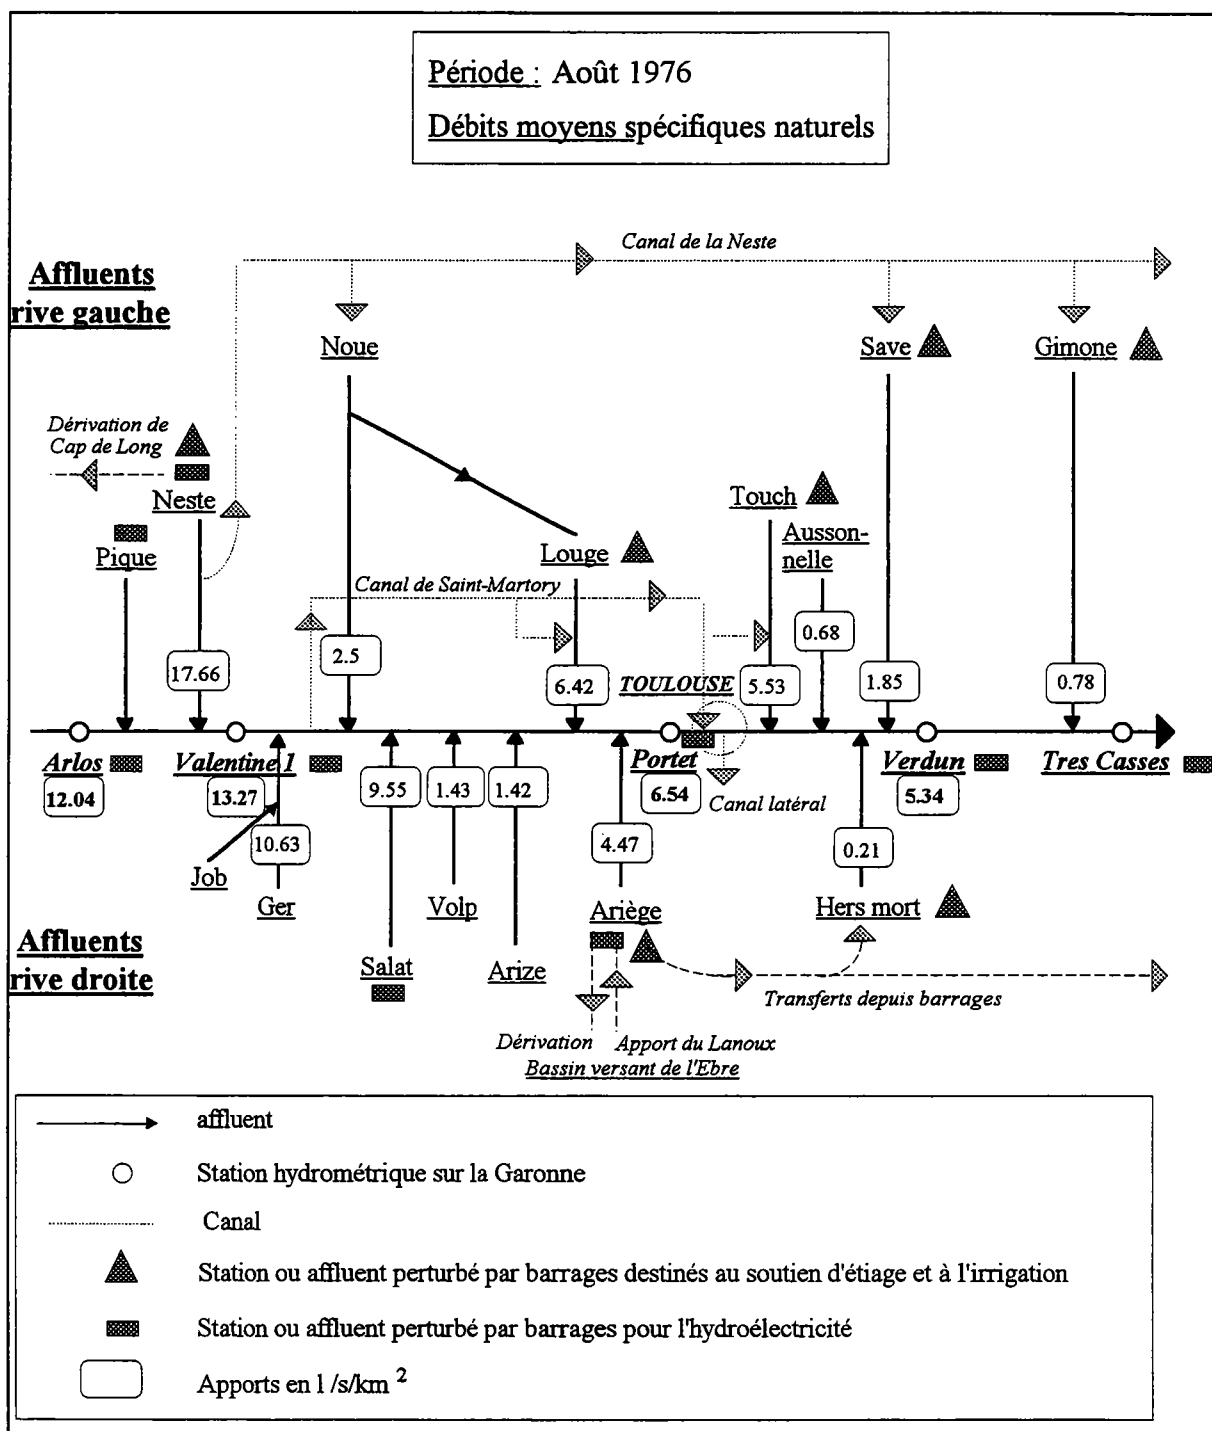 Période : Août 1976
Débits moyens spécifiques naturels
Canal de la Neste
Affluents
rive gauche
Noue
Save
Gimone
Dérivation de
Cap de Long
Neste
Pique
Touch
Ausson-
nelle
Louge
Canal de Saint-Martory
17.66
2.5
6.42
TOULOUSE
5.53
0.68
1.85
0.78
Arlos
12.04
Valentine 1
13.27
10.63
9.55
1.43
1.42
Portet
6.54
4.47
Canal latéral
Verdun
5.34
0.21
Tres Casses
Job
Ger
Volp
Ariège
Hers mort
Affluents
rive droite
Salat
Arize
Transferts depuis barrages
Dérivation
Apport du Lanoux
Bassin versant de l'Ebre
affluent
Station hydrométrique sur la Garonne
Canal
Station ou affluent perturbé par barrages destinés au soutien d'étiage et à l'irrigation
Station ou affluent perturbé par barrages pour l'hydroélectricité
Apports en l /s/km ²